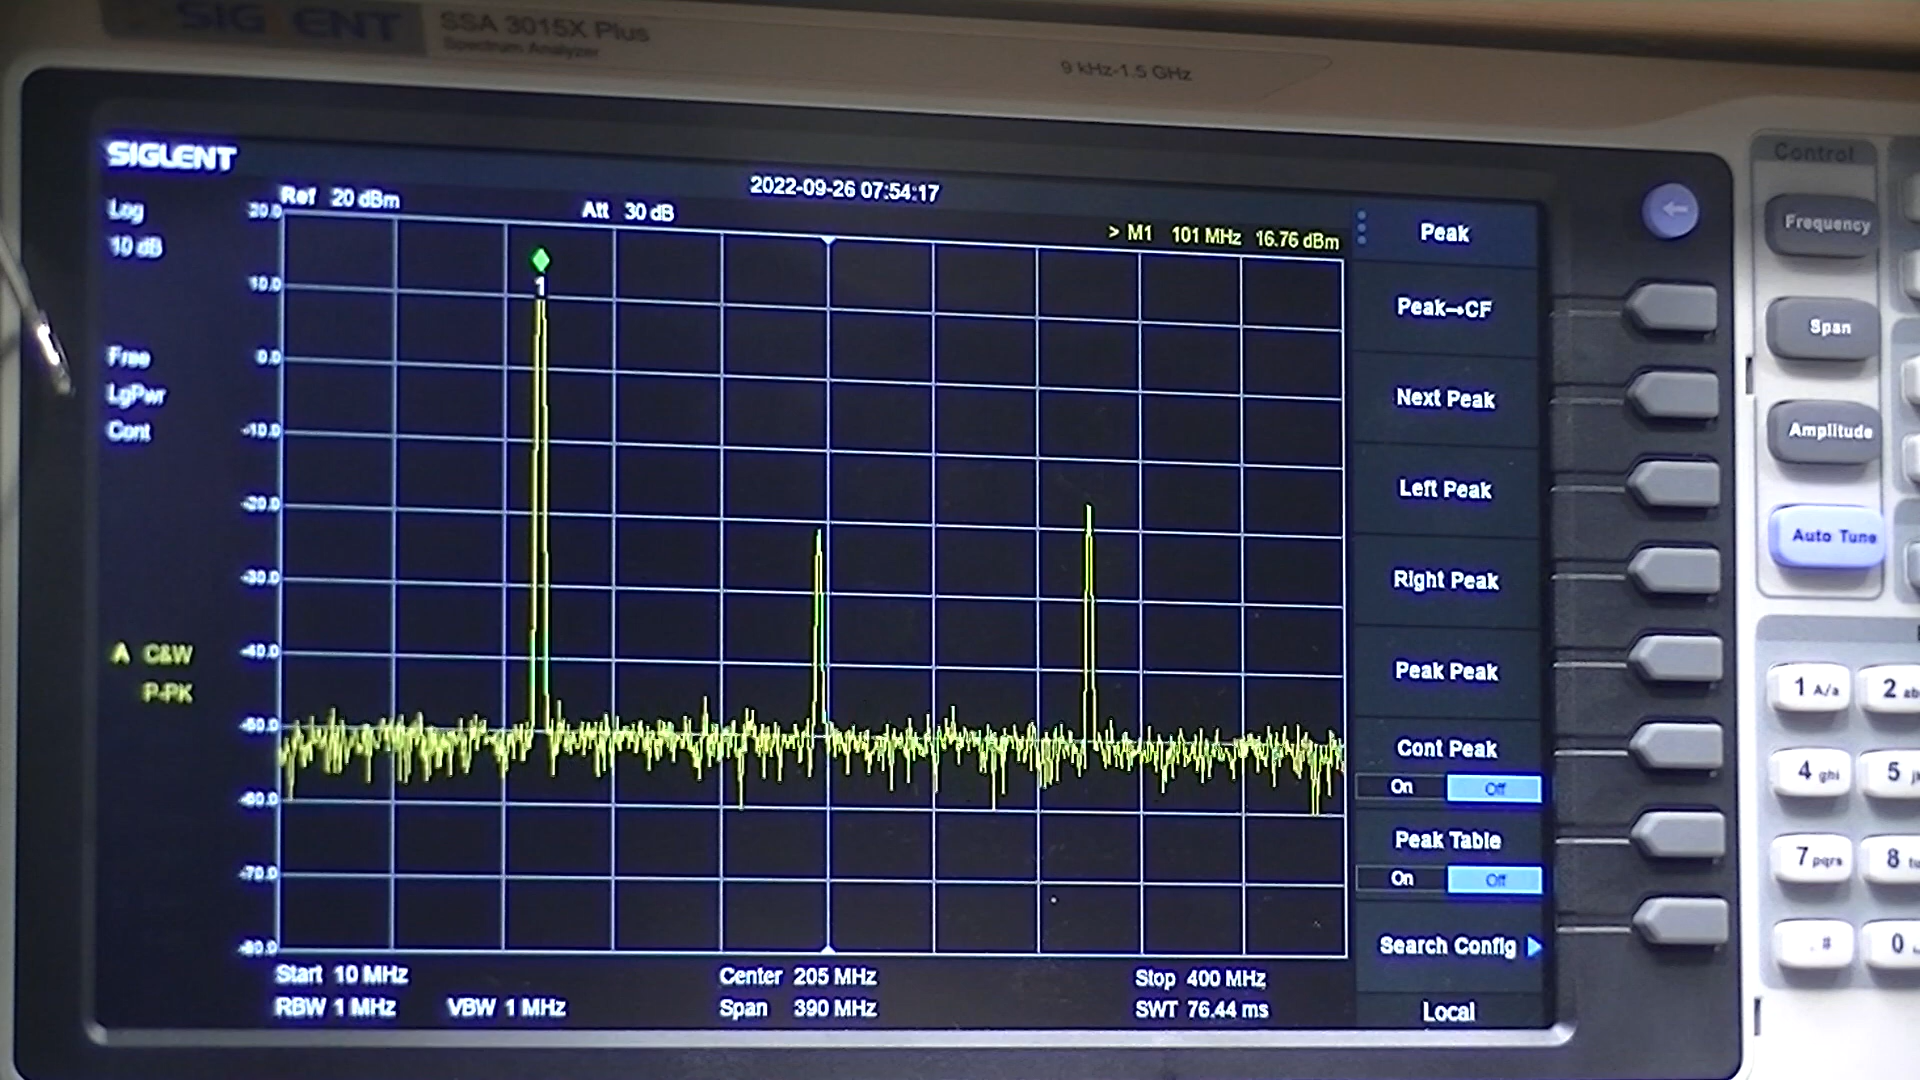 SIGLENT SSA 3015X Plus
Spectrum Analyzer
9 kHz-1.5 GHz
SIGLENT
2022-09-26 07:54:17
Log
10 dB
Ref 20 dBm
Att 30 dB
> M1 101 MHz 16.76 dBm
Free
LgPwr
Cont
A C&W
P-PK
20.0
10.0
0.0
-10.0
-20.0
-30.0
-40.0
-50.0
-60.0
-70.0
-80.0
1
Start 10 MHz
Center 205 MHz
Stop 400 MHz
RBW 1 MHz
VBW 1 MHz
Span 390 MHz
SWT 76.44 ms
Peak
Peak→CF
Next Peak
Left Peak
Right Peak
Peak Peak
Cont Peak
On Off
Peak Table
On Off
Search Config
Local
Control
Frequency
Span
Amplitude
Auto Tune
1 A/a
2
4 ghi
5
7 pqrs
8
. #
0